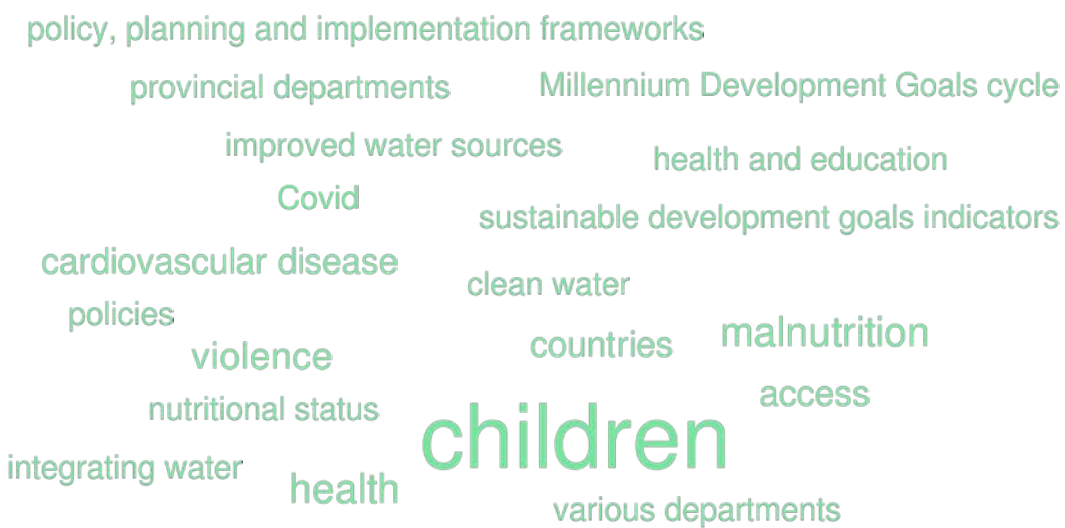 policy, planning and implementation frameworks
provincial departments
Millennium Development Goals cycle
improved water sources
health and education
Covid
sustainable development goals indicators
cardiovascular disease
clean water
policies
countries
malnutrition
violence
access
nutritional status
children
integrating water
health
various departments